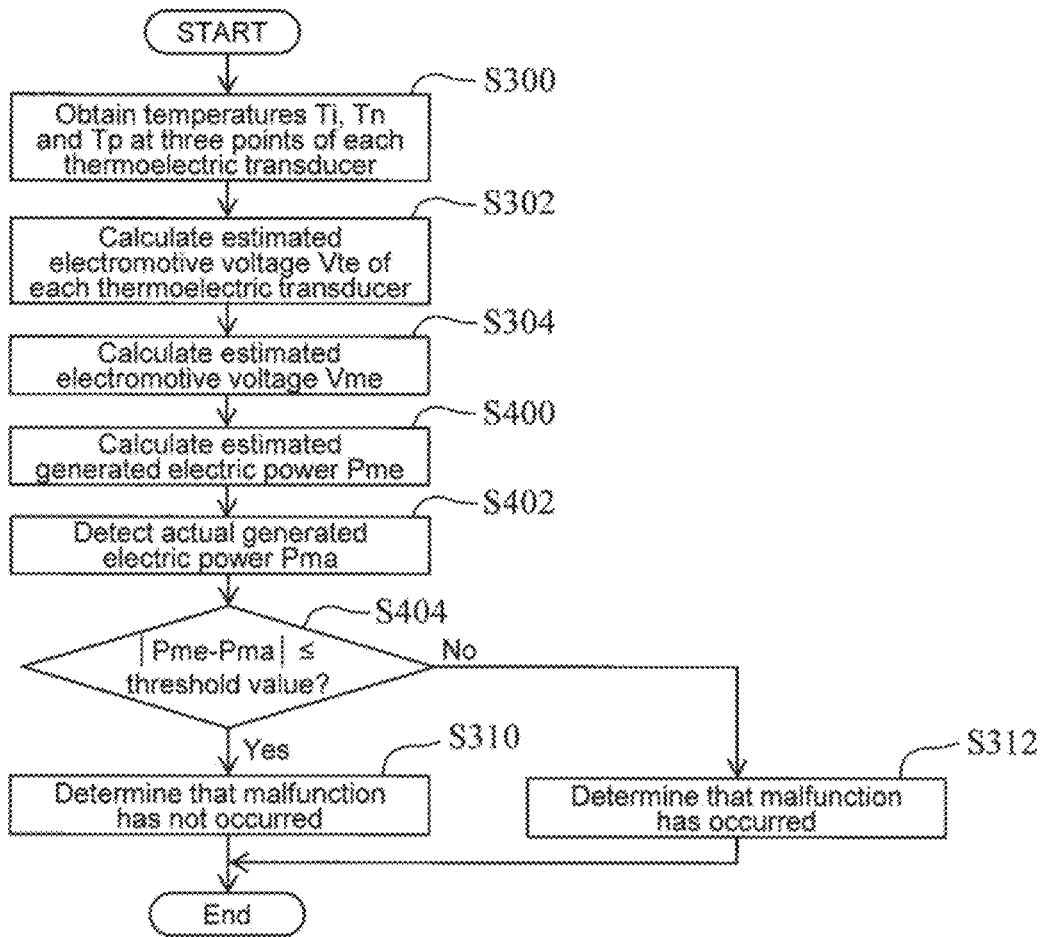 START
S300
Obtain temperatures Ti, Tn
and Tp at three points of each
thermoelectric transducer
S302
Calculate estimated
electromotive voltage Vte of
each thermoelectric transducer
S304
Calculate estimated
electromotive voltage Vme
S400
Calculate estimated
generated electric power Pme
S402
Detect actual generated
electric power Pma
S404
|Pme-Pma| ≤
threshold value?
No
Yes
S310
Determine that malfunction
has not occurred
S312
Determine that malfunction
has occurred
End